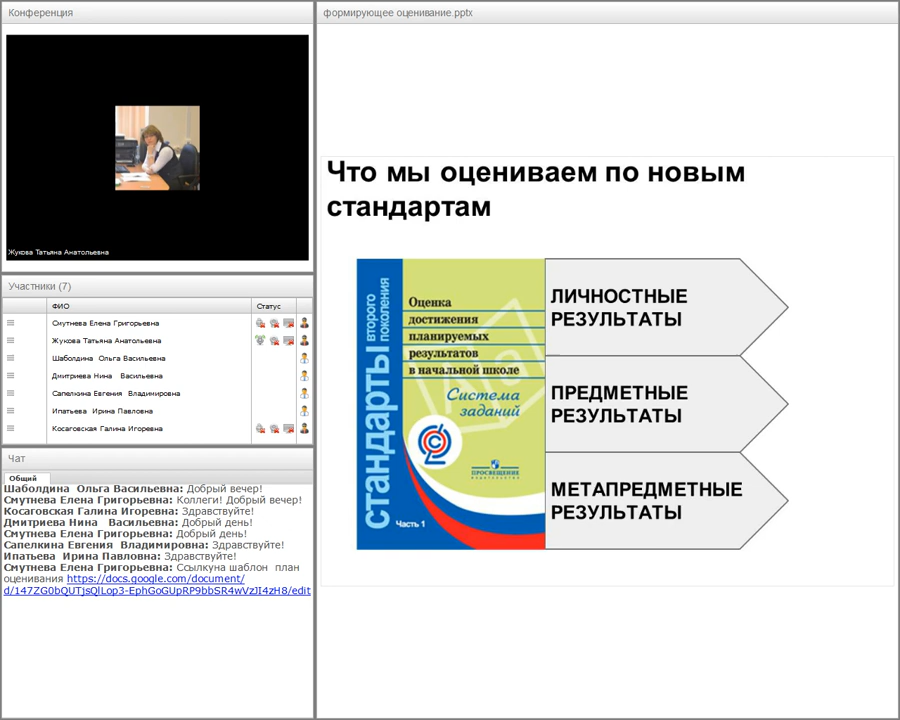 Конференция
Жукова Татьяна Анатольевна
Участники (7)
ФИО Статус
Смутнева Елена Григорьевна
Жукова Татьяна Анатольевна
Шаболдина Ольга Васильевна
Дмитриева Нина Васильевна
Сапелкина Евгения Владимировна
Ипатьева Ирина Павловна
Косаговская Галина Игоревна
Чат
Общий
Шаболдина Ольга Васильевна: Добрый вечер!
Смутнева Елена Григорьевна: Коллеги! Добрый вечер!
Косаговская Галина Игоревна: Здравствуйте!
Дмитриева Нина Васильевна: Добрый день!
Смутнева Елена Григорьевна: Добрый день!
Сапелкина Евгения Владимировна: Здравствуйте!
Ипатьева Ирина Павловна: Здравствуйте!
Смутнева Елена Григорьевна: Ссылкуна шаблон план
оценивания https://docs.google.com/document/
d/147ZG0bQUTjsQlLop3-EphGoGUpRP9bbSR4wVzJI4zH8/edit
формирующее оценивание.pptx
Что мы оцениваем по новым
стандартам
стандарты второго
поколения
Оценка
достижения
планируемых
результатов
в начальной школе
Система
заданий
ПРОСВЕЩЕНИЕ
ИЗДАТЕЛЬСТВО
Часть 1
ЛИЧНОСТНЫЕ
РЕЗУЛЬТАТЫ
ПРЕДМЕТНЫЕ
РЕЗУЛЬТАТЫ
МЕТАПРЕДМЕТНЫЕ
РЕЗУЛЬТАТЫ